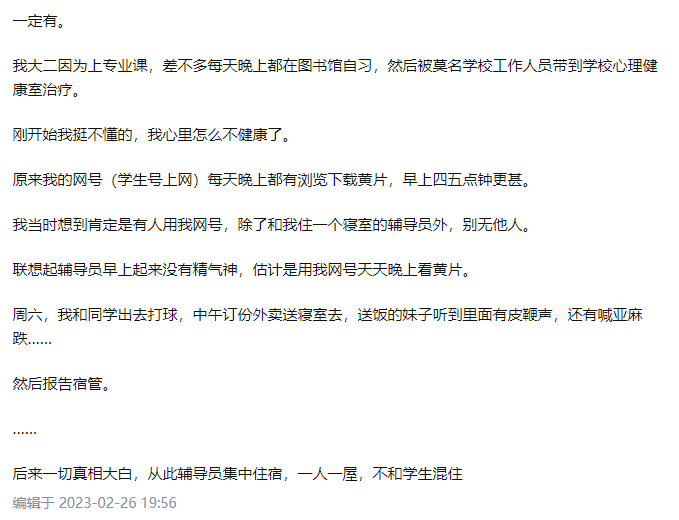 一定有。
我大二因为上专业课，差不多每天晚上都在图书馆自习，然后被莫名学校工作人员带到学校心理健
康室治疗。
刚开始我挺不懂的，我心里怎么不健康了。
原来我的网号（学生号上网）每天晚上都有浏览下载黄片，早上四五点钟更甚。
我当时想到肯定是有人用我网号，除了和我住一个寝室的辅导员外，别无他人。
联想起辅导员早上起来没有精气神，估计是用我网号天天晚上看黄片。
周六，我和同学出去打球，中午订份外卖送寝室去，送饭的妹子听到里面有皮鞭声，还有喊亚麻
跌......
然后报告宿管。
......
后来一切真相大白，从此辅导员集中住宿，一人一屋，不和学生混住
编辑于 2023-02-26 19:56